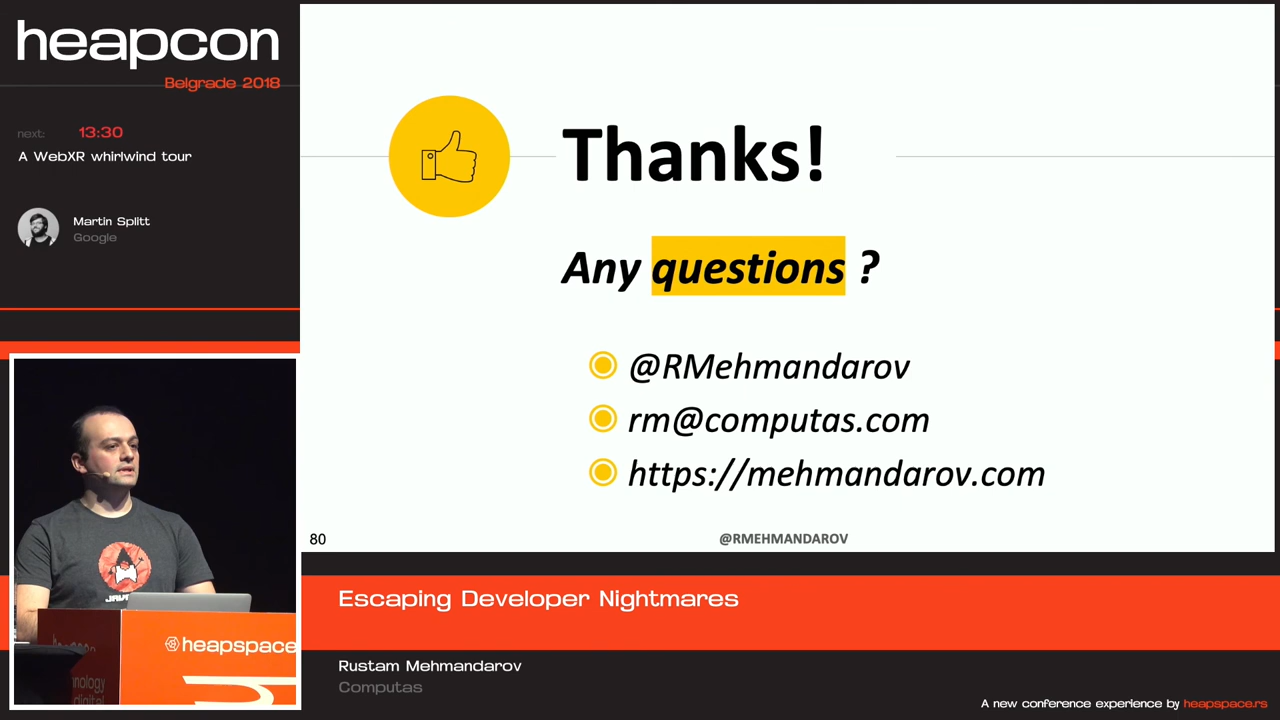 heapcon
Belgrade 2018
next: 13:30
A WebXR whirlwind tour
Martin Splitt
Google
Thanks!
Any questions ?
@RMehmandarov
rm@computas.com
https://mehmandarov.com
80
@RMEHMANDAROV
heapspace
Escaping Developer Nightmares
Rustam Mehmandarov
Computas
A new conference experience by heapspace.rs